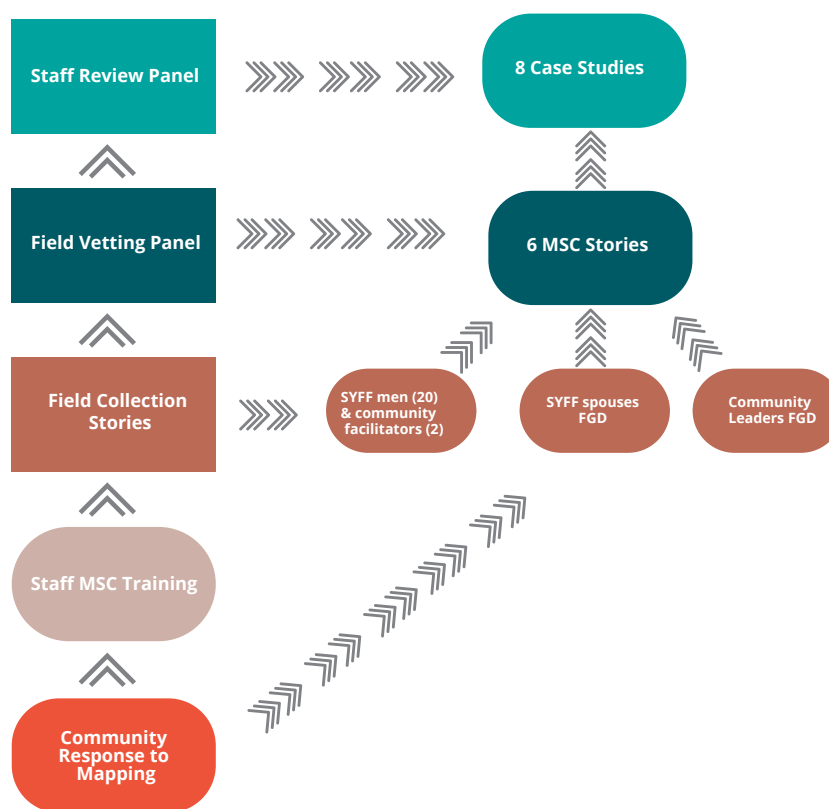 Staff Review Panel
8 Case Studies
Field Vetting Panel
6 MSC Stories
Field Collection
Stories
SYFF men (20)
& community
facilitators (2)
SYFF spouses
FGD
Community
Leaders FGD
Staff MSC Training
Community
Response to
Mapping